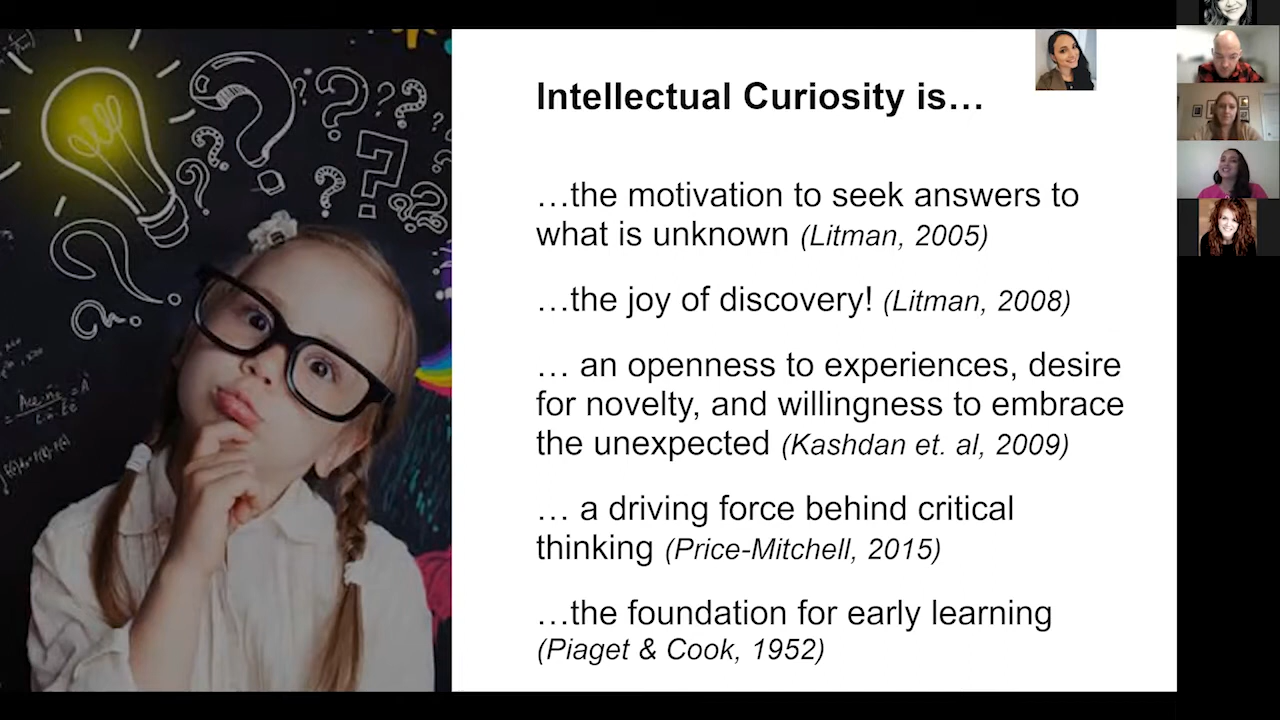 Intellectual Curiosity is…
…the motivation to seek answers to
what is unknown (Litman, 2005)
…the joy of discovery! (Litman, 2008)
… an openness to experiences, desire
for novelty, and willingness to embrace
the unexpected (Kashdan et. al, 2009)
… a driving force behind critical
thinking (Price-Mitchell, 2015)
…the foundation for early learning
(Piaget & Cook, 1952)